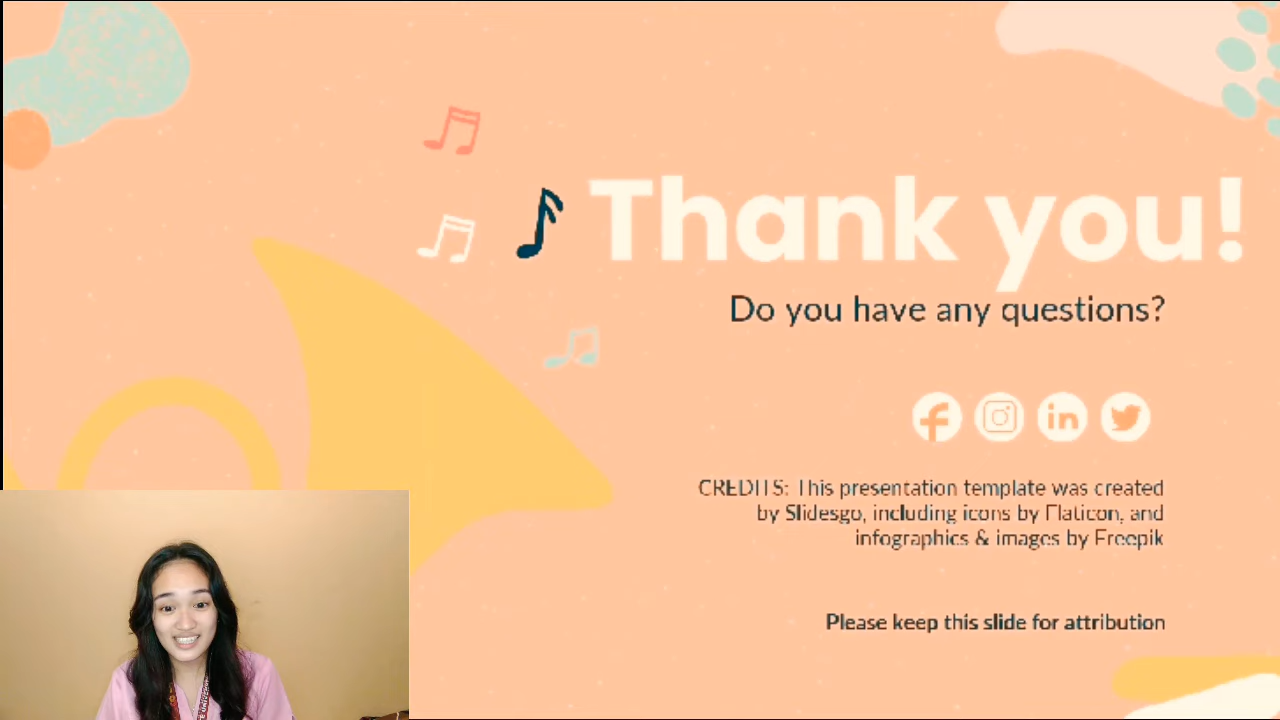 Thank you!
Do you have any questions?
CREDITS: This presentation template was created
by Slidesgo, including icons by Flaticon, and
infographics & images by Freepik
Please keep this slide for attribution